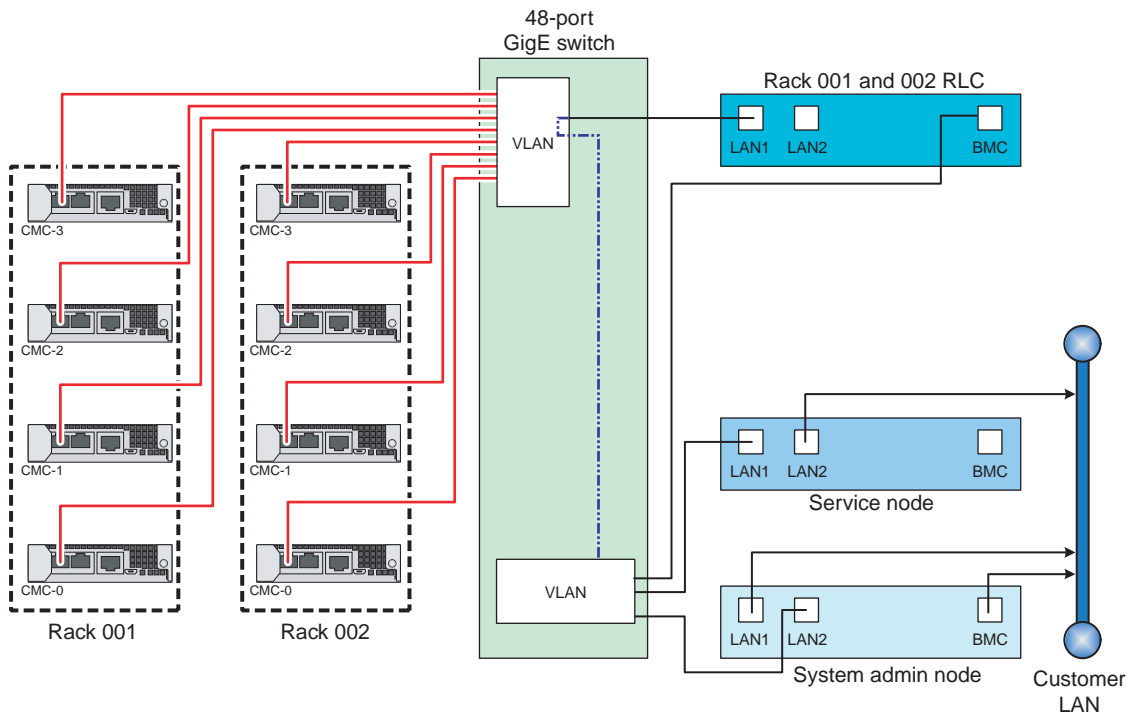 48-port
GigE switch
Rack 001 and 002 RLC
VLAN
LAN1 LAN2 BMC
CMC-3 CMC-3
CMC-2 CMC-2
CMC-1 CMC-1
LAN1 LAN2 BMC
Service node
CMC-0 CMC-0
VLAN
Rack 001 Rack 002
LAN1 LAN2 BMC
System admin node
Customer
LAN